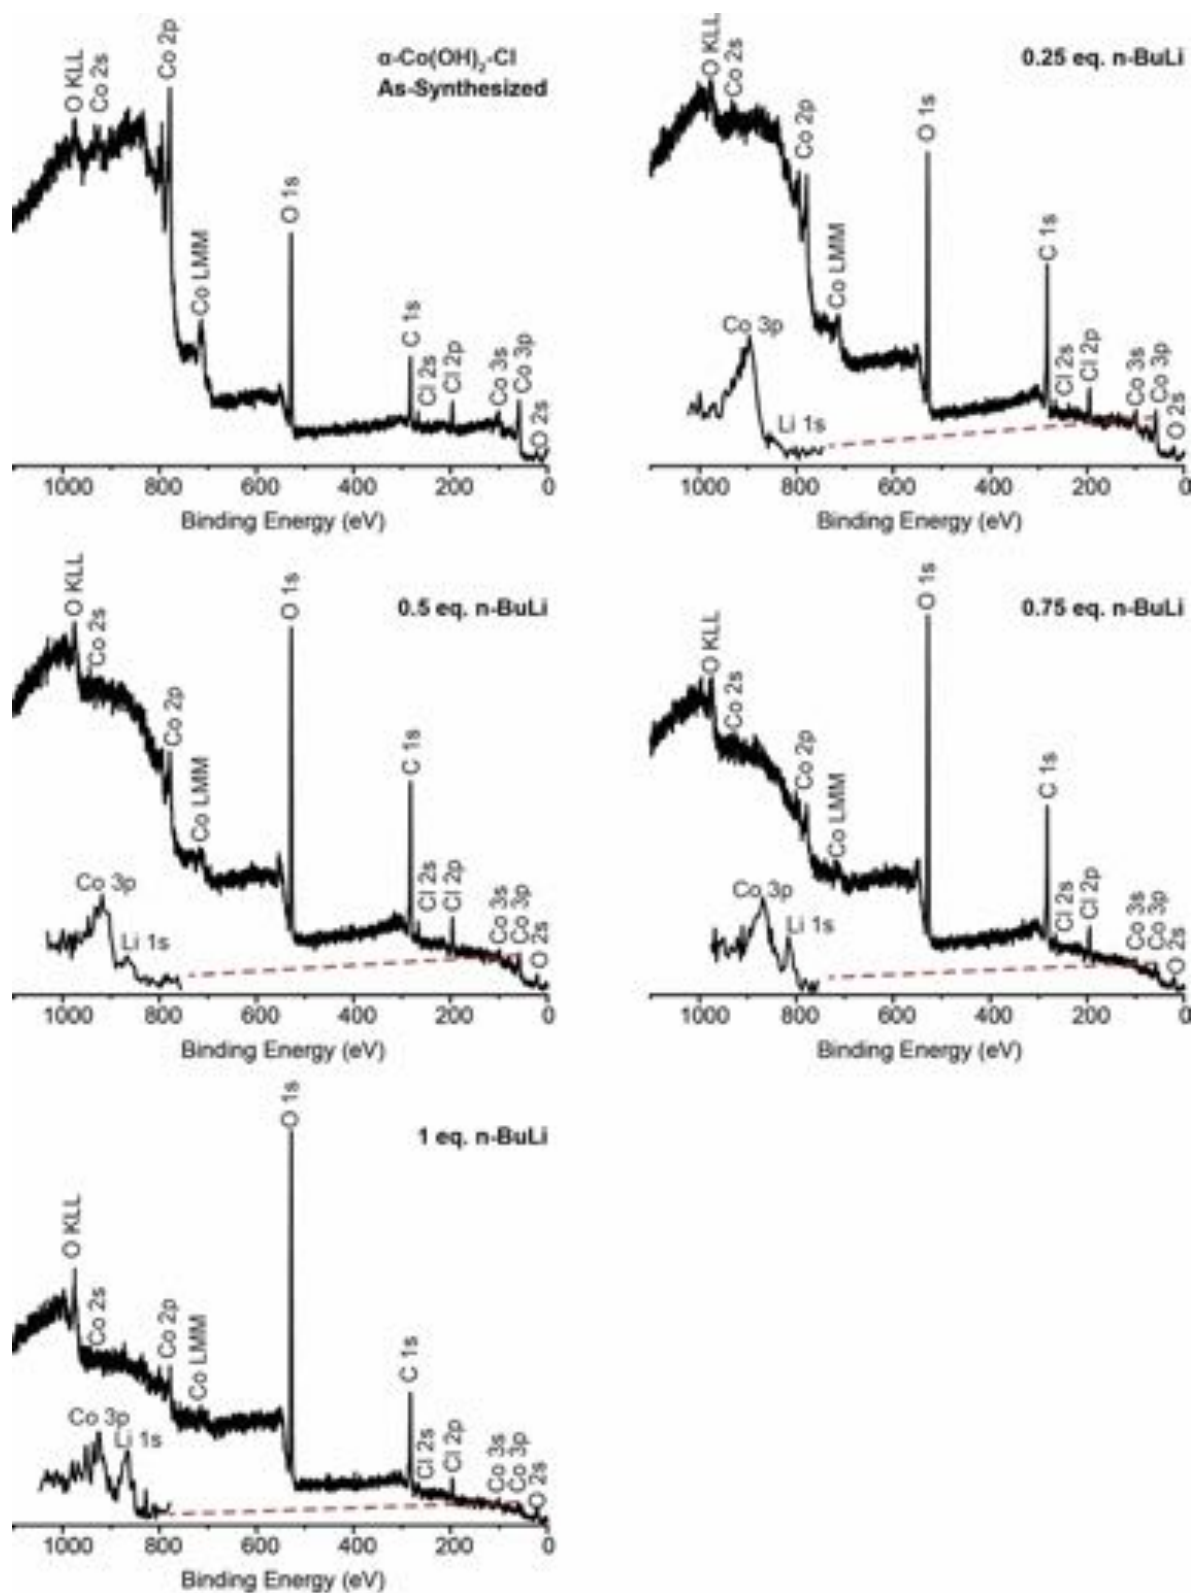 α-Co(OH)₂-Cl
As-Synthesized
O KLL
Co 2s
Co 2p
Co LMM
O 1s
C 1s
Cl 2s
Cl 2p
Co 3s
Co 3p
O 2s
1000 800 600 400 200 0
Binding Energy (eV)
0.25 eq. n-BuLi
O KLL
Co 2s
Co 2p
Co LMM
O 1s
C 1s
Cl 2s
Cl 2p
Co 3s
Co 3p
O 2s
Co 3p
Li 1s
1000 800 600 400 200 0
Binding Energy (eV)
0.5 eq. n-BuLi
O KLL
Co 2s
Co 2p
Co LMM
O 1s
C 1s
Cl 2s
Cl 2p
Co 3s
Co 3p
O 2s
Co 3p
Li 1s
1000 800 600 400 200 0
Binding Energy (eV)
0.75 eq. n-BuLi
O KLL
Co 2s
Co 2p
Co LMM
O 1s
C 1s
Cl 2s
Cl 2p
Co 3s
Co 3p
O 2s
Co 3p
Li 1s
1000 800 600 400 200 0
Binding Energy (eV)
1 eq. n-BuLi
O KLL
Co 2s
Co 2p
Co LMM
O 1s
C 1s
Cl 2s
Cl 2p
Co 3s
Co 3p
O 2s
Co 3p
Li 1s
1000 800 600 400 200 0
Binding Energy (eV)